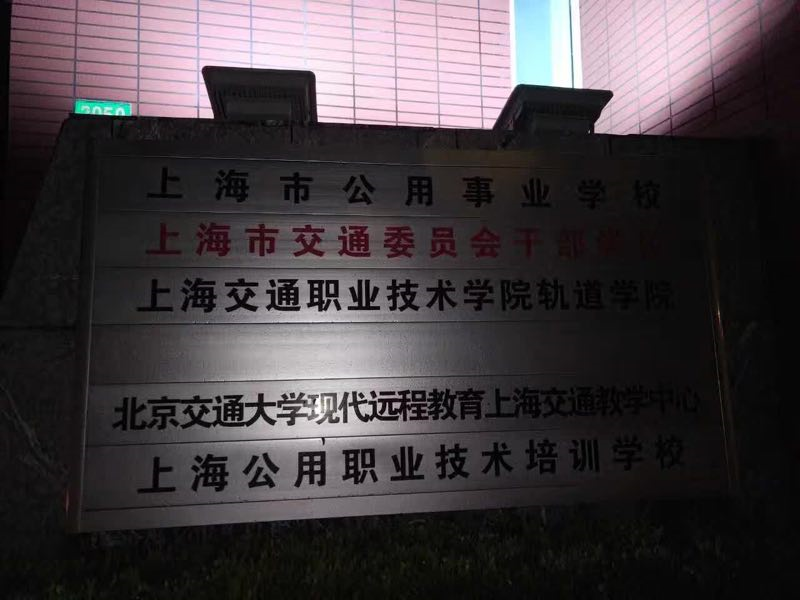 2050
上海市公用事业学校
上海市交通委员会干部学校
上海交通职业技术学院轨道学院
北京交通大学现代远程教育上海交通教学中心
上海公用职业技术培训学校